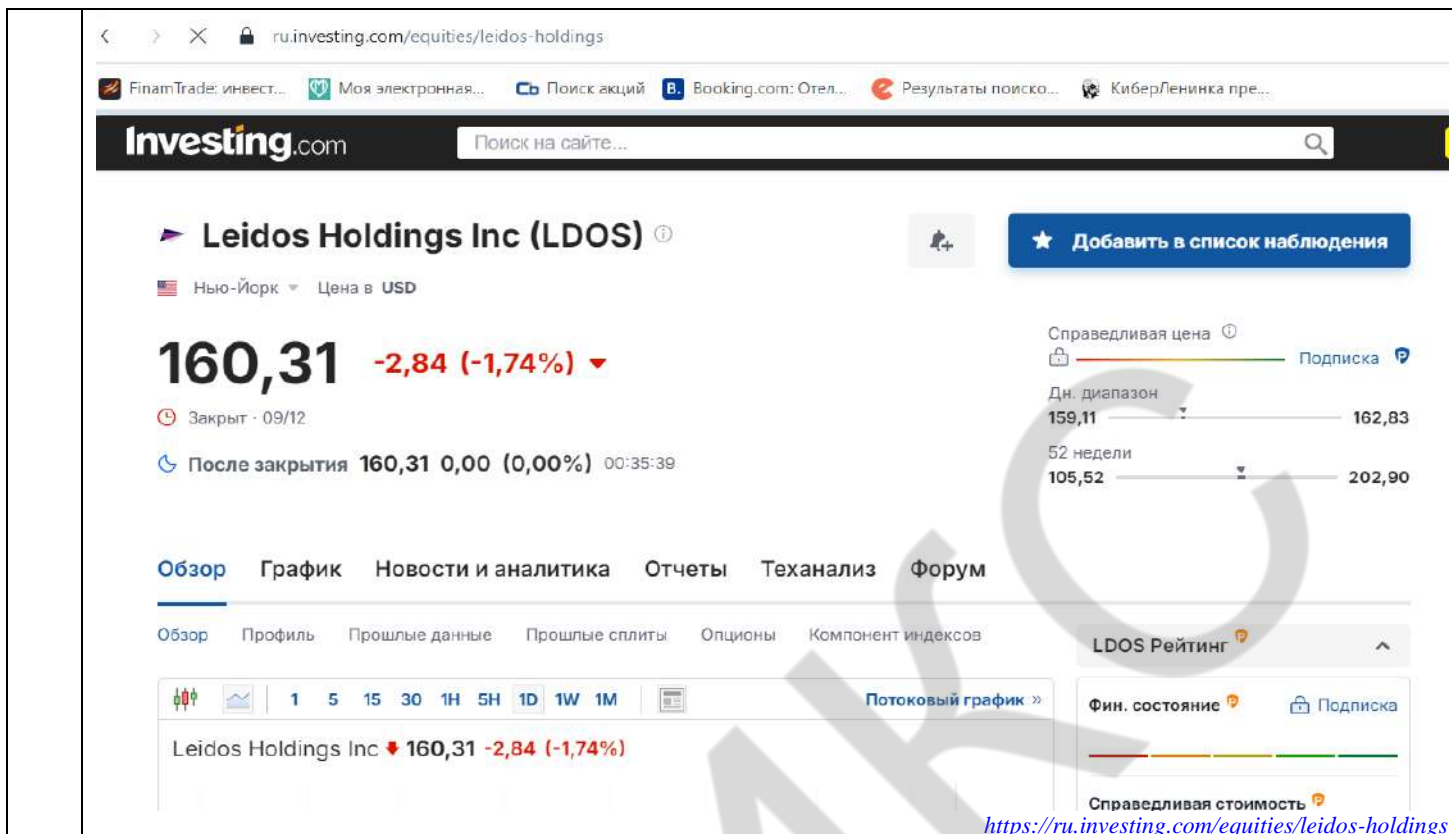 ru.investing.com/equities/leidos-holdings
FinamTrade: инвест... Моя электронная... Cb Поиск акций B. Booking.com: Отел... Результаты поиско... КиберЛенинка пре...
Investing.com Поиск на сайте...
Leidos Holdings Inc (LDOS)
Добавить в список наблюдения
Нью-Йорк Цена в USD
160,31 -2,84 (-1,74%)
Справедливая цена
Подписка
Закрыт · 09/12
Дн. диапазон
159,11 162,83
После закрытия 160,31 0,00 (0,00%) 00:35:39
52 недели
105,52 202,90
Обзор График Новости и аналитика Отчеты Теханализ Форум
Обзор Профиль Прошлые данные Прошлые сплиты Опционы Компонент индексов
LDOS Рейтинг
1 5 15 30 1H 5H 1D 1W 1M Потоковый график »
Фин. состояние Подписка
Leidos Holdings Inc 160,31 -2,84 (-1,74%)
Справедливая стоимость
https://ru.investing.com/equities/leidos-holdings